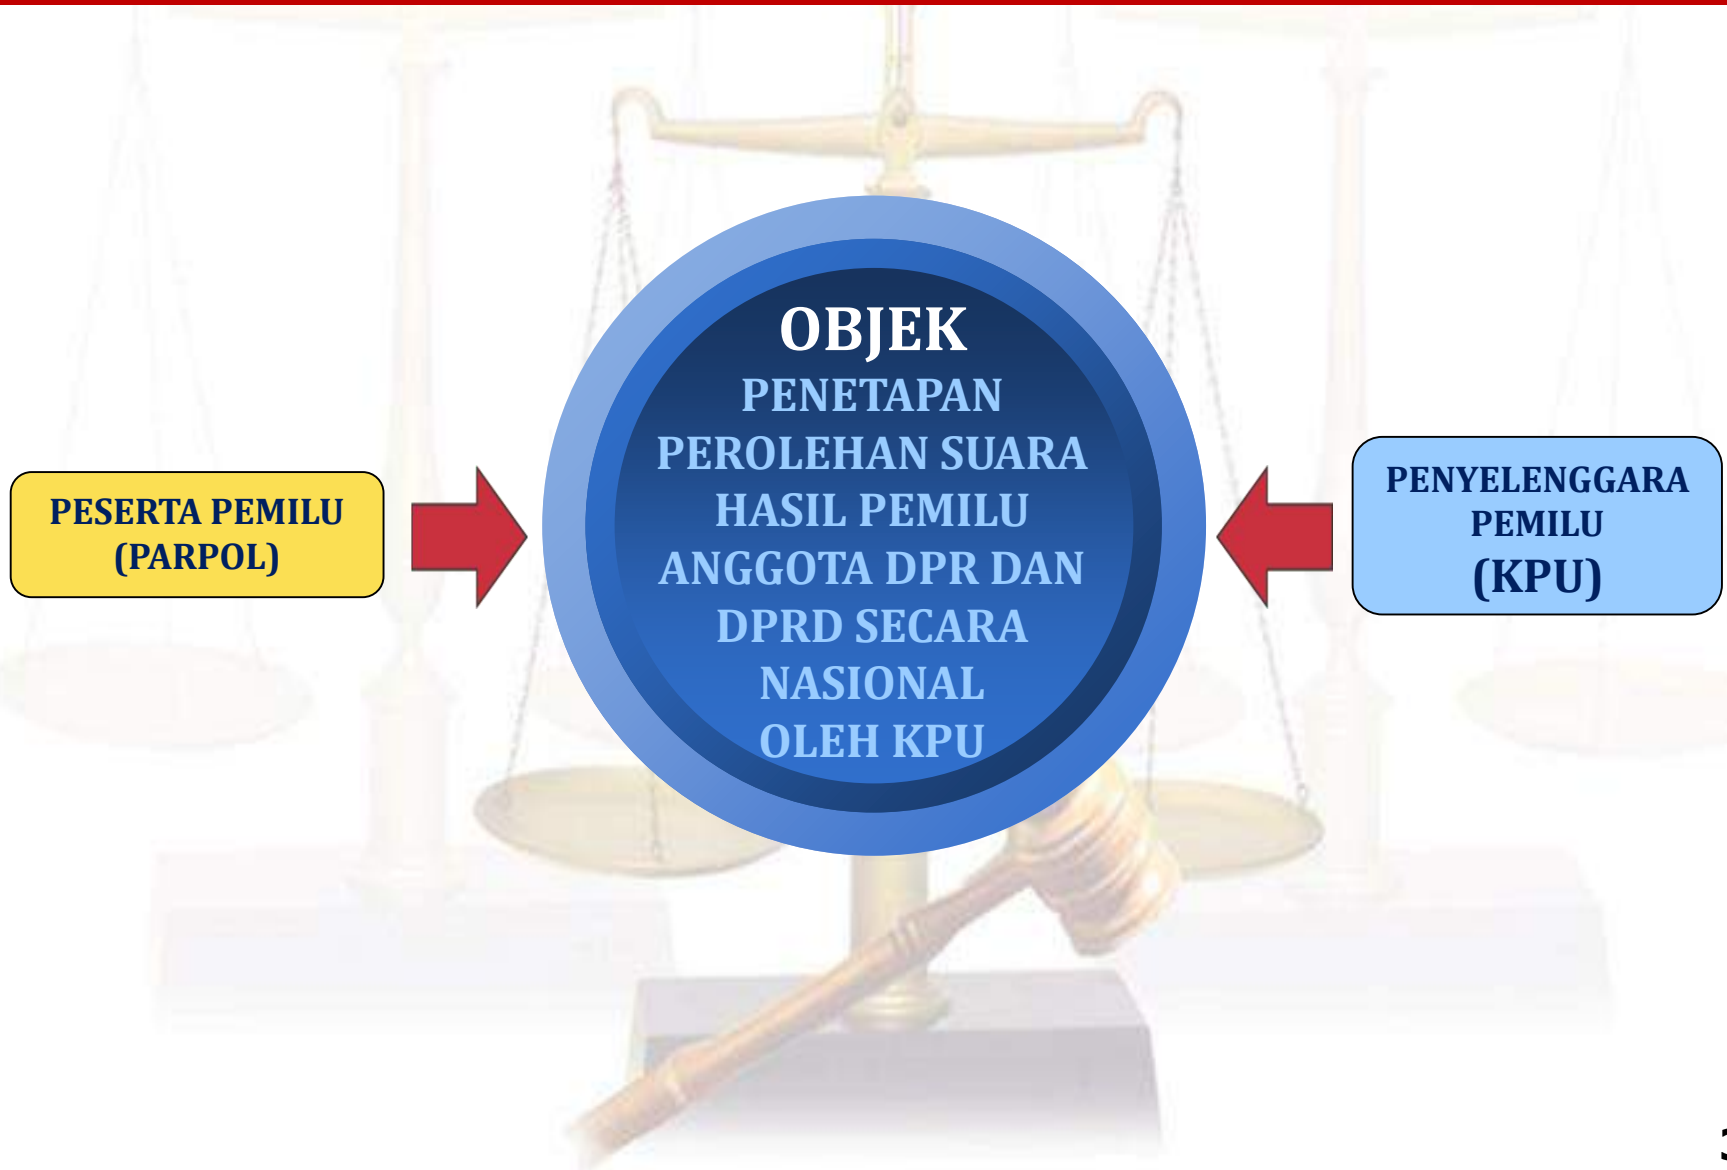 OBJEK
PENETAPAN
PEROLEHAN SUARA
HASIL PEMILU
ANGGOTA DPR DAN
DPRD SECARA
NASIONAL
OLEH KPU
PESERTA PEMILU
(PARPOL)
PENYELENGGARA
PEMILU
(KPU)